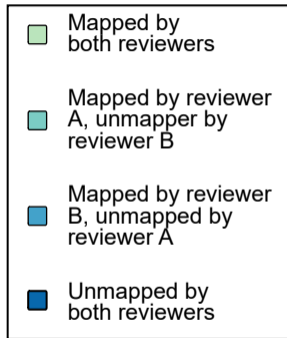 Mapped by
both reviewers
Mapped by reviewer
A, unmapper by
reviewer B
Mapped by reviewer
B, unmapped by
reviewer A
Unmapped by
both reviewers